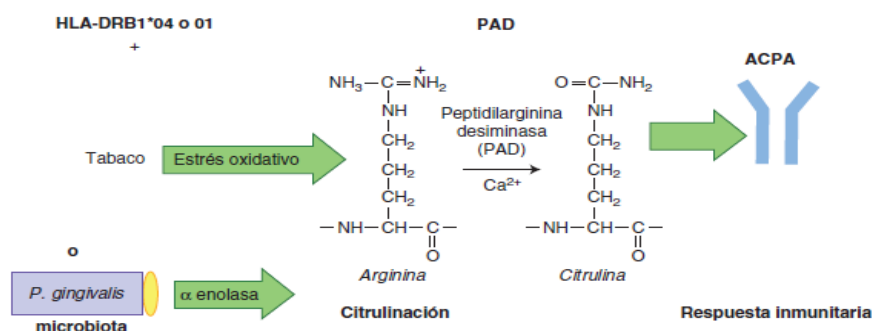 HLA-DRB1*04 o 01
+
PAD
ACPA
NH₃—C=NH₂
+
NH
CH₂
CH₂
CH₂
—NH—CH—C—
O
Arginina
Citrulinación
Tabaco
Estrés oxidativo
Peptidilarginina
desiminasa
(PAD)
Ca²⁺
O=C—NH₂
NH
CH₂
CH₂
CH₂
—NH—CH—C—
O
Citrulina
o
P. gingivalis
microbiota
α enolasa
Respuesta inmunitaria